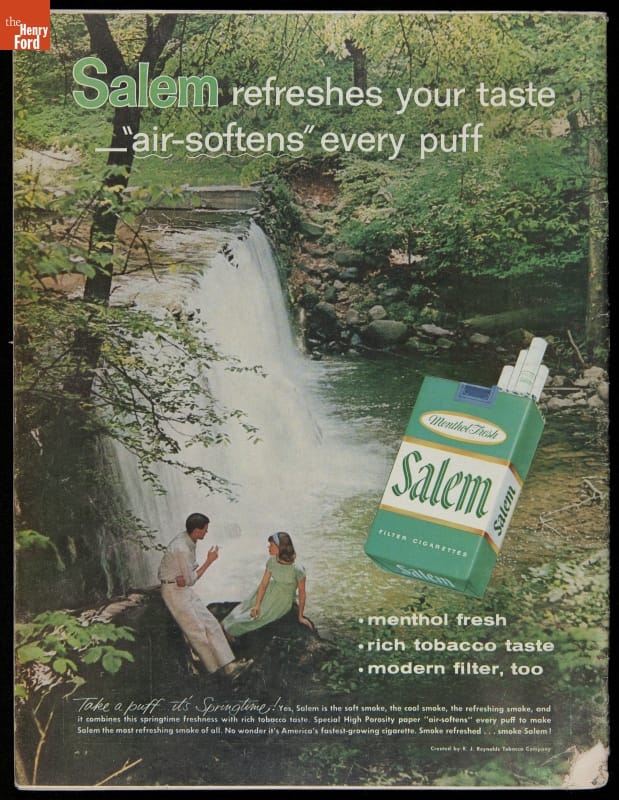 the
Henry
Ford
Salem refreshes your taste
"air-softens" every puff
Menthol Fresh
Salem
Salem
FILTER CIGARETTES
Salem
• menthol fresh
• rich tobacco taste
• modern filter, too
Take a puff... it's Springtime! Yes, Salem is the soft smoke, the cool smoke, the refreshing smoke, and
it combines this springtime freshness with rich tobacco taste. Special High Porosity paper "air-softens" every puff to make
Salem the most refreshing smoke of all. No wonder it's America's fastest-growing cigarette. Smoke refreshed . . . smoke Salem!
Created by R. J. Reynolds Tobacco Company